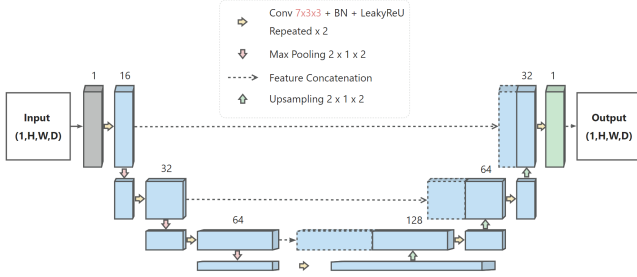 Conv 7x3x3 + BN + LeakyReU
Repeated x 2
Max Pooling 2 x 1 x 2
Feature Concatenation
Upsampling 2 x 1 x 2
1
16
32
1
Input
(1,H,W,D)
Output
(1,H,W,D)
32
64
64
128